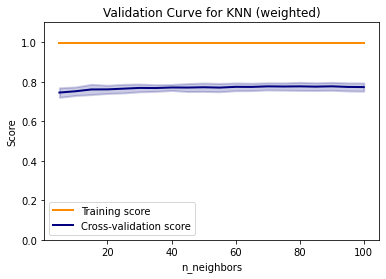 Validation Curve for KNN (weighted)
1.0
0.8
0.6
0.4
0.2
0.0
Score
Training score
Cross-validation score
20 40 60 80 100
n_neighbors